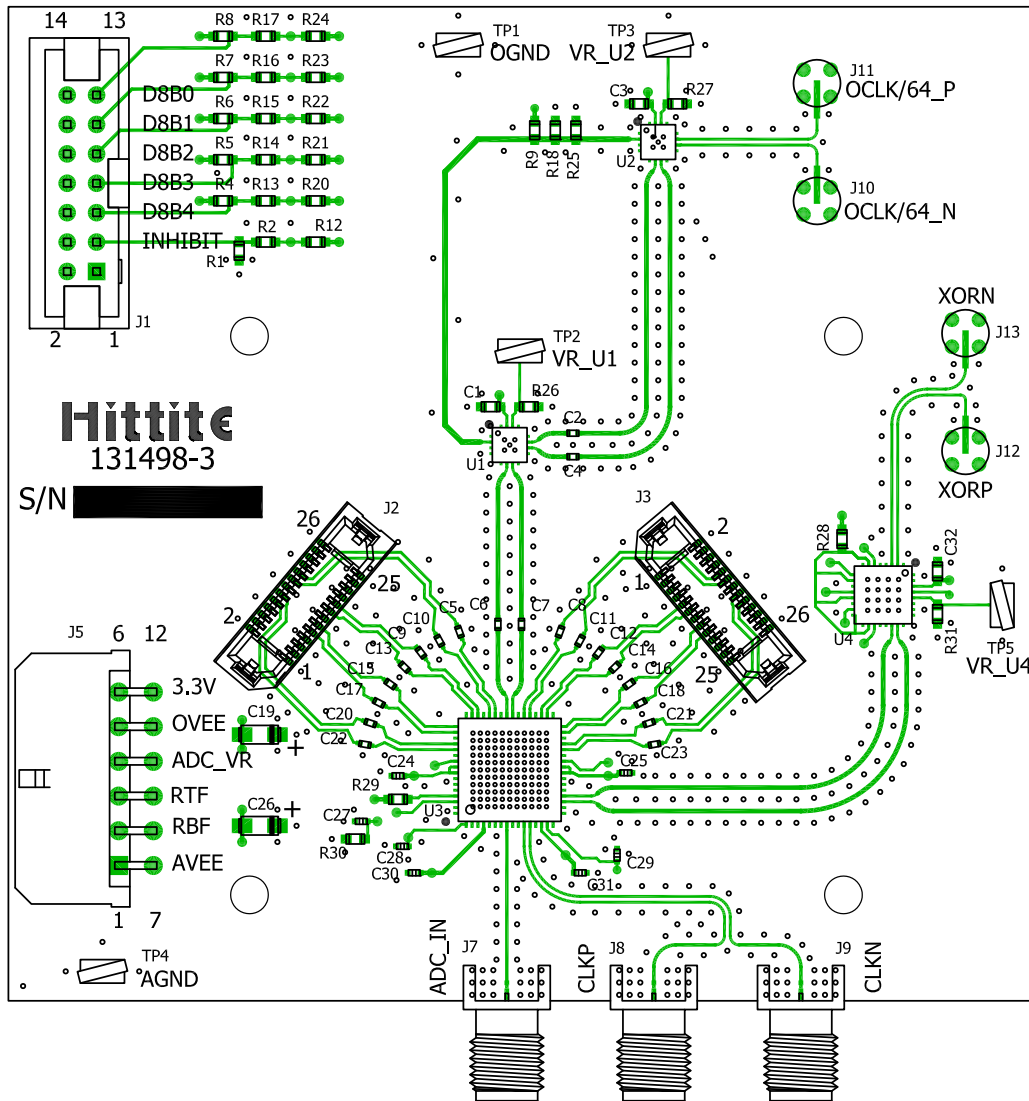 14 13
R8 R17 R24
R7 R16 R23
D8B0
R6 R15 R22
D8B1
R5 R14 R21
D8B2
D8B3
R4 R13 R20
D8B4
R2 R12
INHIBIT
R1
J1
2 1
TP1
OGND
TP3
VR_U2
C3 R27
U2
R9 R18 R25
J11
OCLK/64_P
J10
OCLK/64_N
XORN
J13
J12
XORP
TP2
VR_U1
C1 R26
C2
U1
C4
Hittite
131498-3
S/N
J2
26
25
2
1
J3
2
1
26
25
R28
C32
U4
R31
TP5
VR_U4
C5 C6 C7 C8
C10 C11
C9 C12
C13 C14
C15 C16
C17 C18
C20 C21
C22 C23
C24 C25
R29
U3
C27
R30
C28
C30
C29
C31
J5
6 12
3.3V
OVEE
ADC_VR
RTF
RBF
AVEE
1 7
C19
+
C26
+
TP4
AGND
ADC_IN
J7
CLKP
J8
J9
CLKN